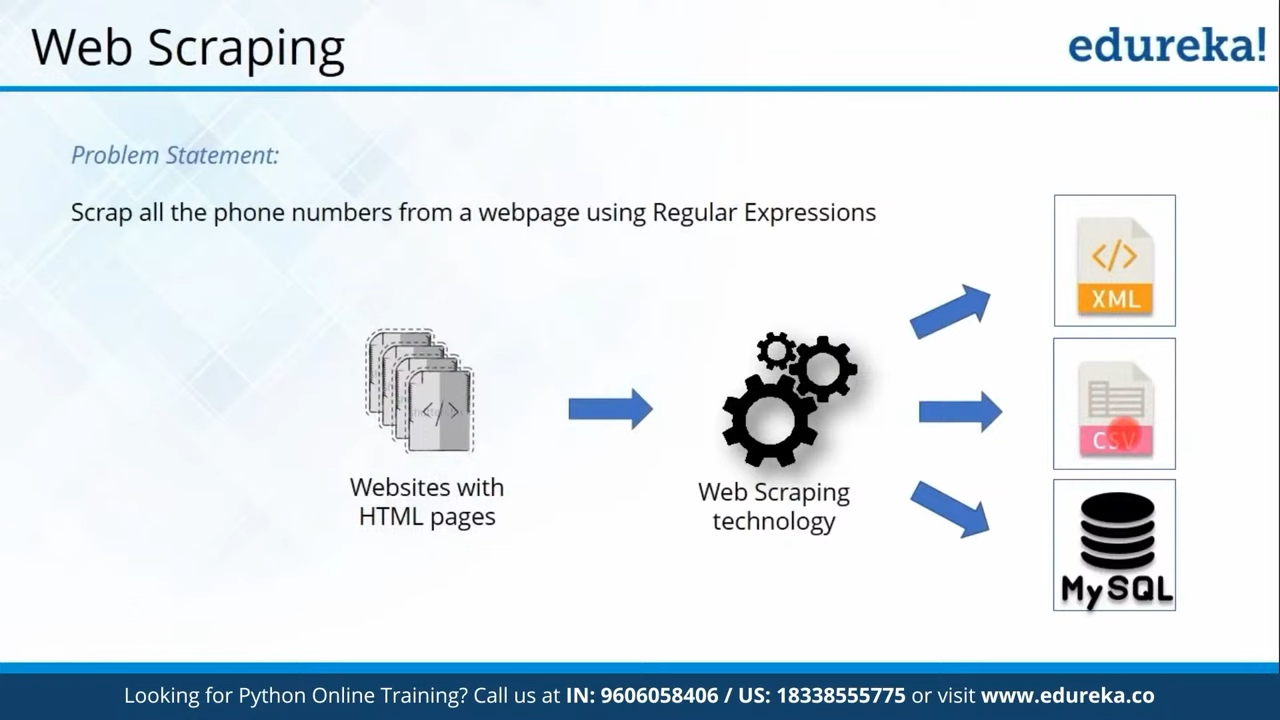 Web Scraping
edureka!
Problem Statement:
Scrap all the phone numbers from a webpage using Regular Expressions
XML
CSV
MySQL
Websites with
HTML pages
Web Scraping
technology
Looking for Python Online Training? Call us at IN: 9606058406 / US: 18338555775 or visit www.edureka.co